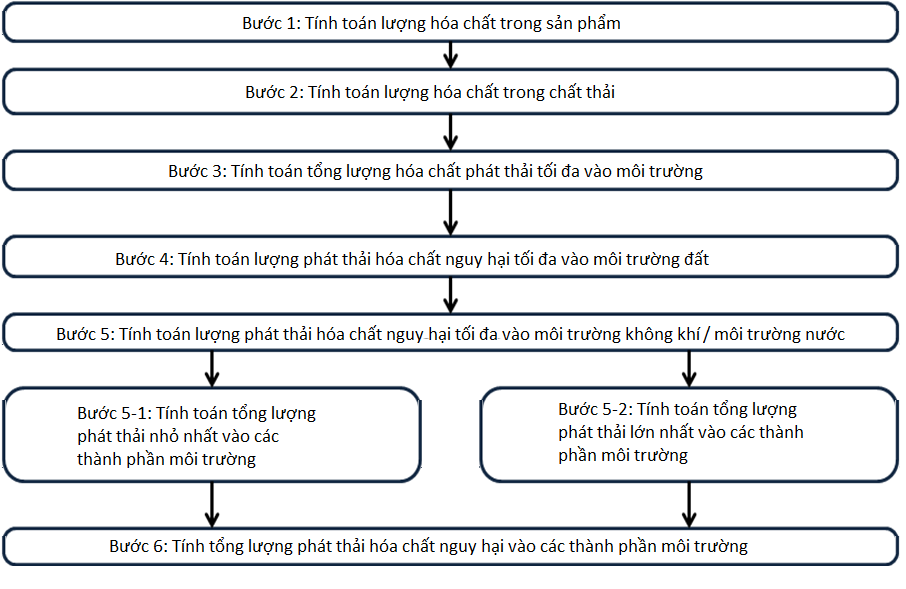 Bước 1: Tính toán lượng hóa chất trong sản phẩm
Bước 2: Tính toán lượng hóa chất trong chất thải
Bước 3: Tính toán tổng lượng hóa chất phát thải tối đa vào môi trường
Bước 4: Tính toán lượng phát thải hóa chất nguy hại tối đa vào môi trường đất
Bước 5: Tính toán lượng phát thải hóa chất nguy hại tối đa vào môi trường không khí / môi trường nước
Bước 5-1: Tính toán tổng lượng
phát thải nhỏ nhất vào các
thành phần môi trường
Bước 5-2: Tính toán tổng lượng
phát thải lớn nhất vào các thành
phần môi trường
Bước 6: Tính tổng lượng phát thải hóa chất nguy hại vào các thành phần môi trường